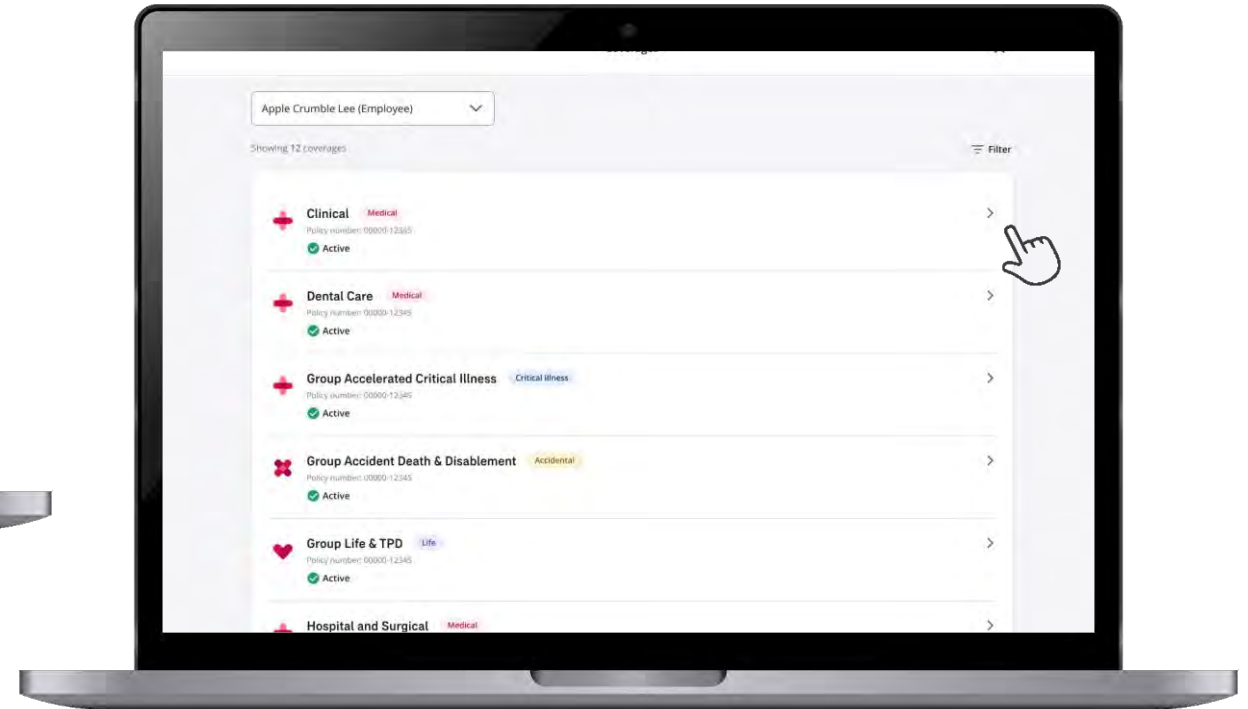 Apple Crumble Lee (Employee)
Showing 12 coverages
Filter
Clinical Medical
Policy number: 00000-12345
Active
Dental Care Medical
Policy number: 00000-12345
Active
Group Accelerated Critical Illness Critical illness
Policy number: 00000-12345
Active
Group Accident Death & Disablement Accidental
Policy number: 00000-12345
Active
Group Life & TPD Life
Policy number: 00000-12345
Active
Hospital and Surgical Medical